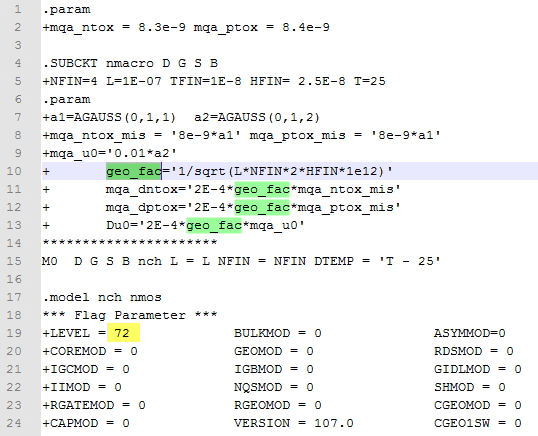 1 .param
2 +mqa_ntox = 8.3e-9 mqa_ptox = 8.4e-9
3
4 .SUBCKT nmacro D G S B
5 +NFIN=4 L=1E-07 TFIN=1E-8 HFIN= 2.5E-8 T=25
6 .param
7 +a1=AGAUSS(0,1,1)  a2=AGAUSS(0,1,2)
8 +mqa_ntox_mis = '8e-9*a1' mqa_ptox_mis = '8e-9*a1'
9 +mqa_u0='0.01*a2'
10 +       geo_fac='1/sqrt(L*NFIN*2*HFIN*1e12)'
11 +       mqa_dntox='2E-4*geo_fac*mqa_ntox_mis'
12 +       mqa_dptox='2E-4*geo_fac*mqa_ptox_mis'
13 +       Du0='2E-4*geo_fac*mqa_u0'
14 ***********************
15 M0  D G S B nch L = L NFIN = NFIN DTEMP = 'T - 25'
16
17 .model nch nmos
18 *** Flag Parameter ***
19 +LEVEL = 72 BULKMOD = 0 ASYMMOD=0
20 +COREMOD = 0 GEOMOD = 0 RDSMOD = 0
21 +IGCMOD = 0 IGBMOD = 0 GIDLMOD = 0
22 +IIMOD = 0 NQSMOD = 0 SHMOD = 0
23 +RGATEMOD = 0 RGEOMOD = 0 CGEOMOD = 0
24 +CAPMOD = 0 VERSION = 107.0 CGEO1SW = 0